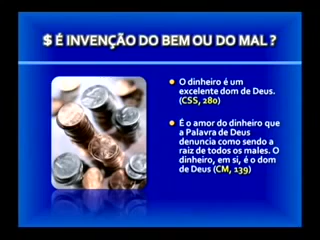 $ É INVENÇÃO DO BEM OU DO MAL ?
O dinheiro é um
excelente dom de Deus.
(CSS, 280)
É o amor do dinheiro que
a Palavra de Deus
denuncia como sendo a
raiz de todos os males. O
dinheiro, em si, é o dom
de Deus (CM, 139)